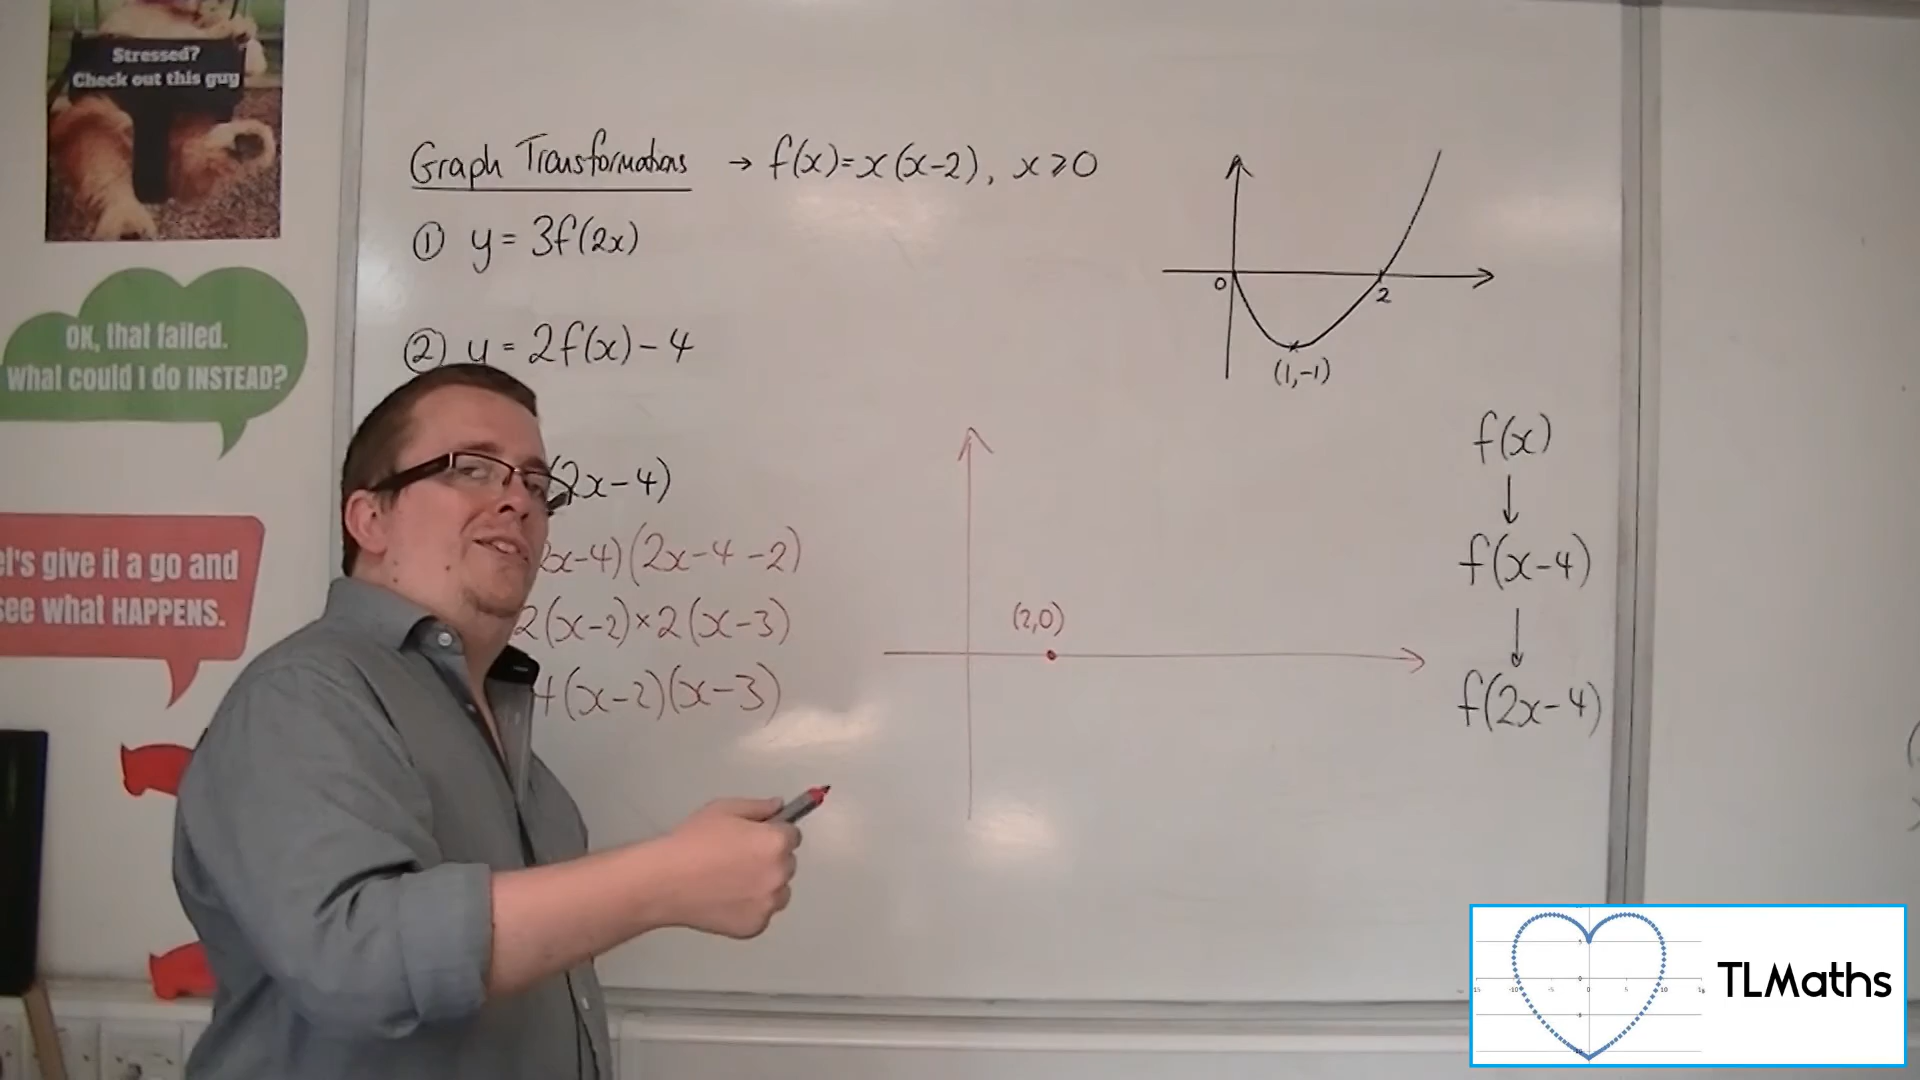 Stressed?
Check out this guy
OK, that failed.
What could I do INSTEAD?
let's give it a go and
see what HAPPENS.
Graph Transformations → f(x)=x(x-2), x⩾0
① y = 3f(2x)
② y = 2f(x) - 4
(2x-4)
2x-4)(2x-4-2)
2(x-2)×2(x-3)
4(x-2)(x-3)
0
2
(1,-1)
(2,0)
f(x)
↓
f(x-4)
↓
f(2x-4)
TLMaths